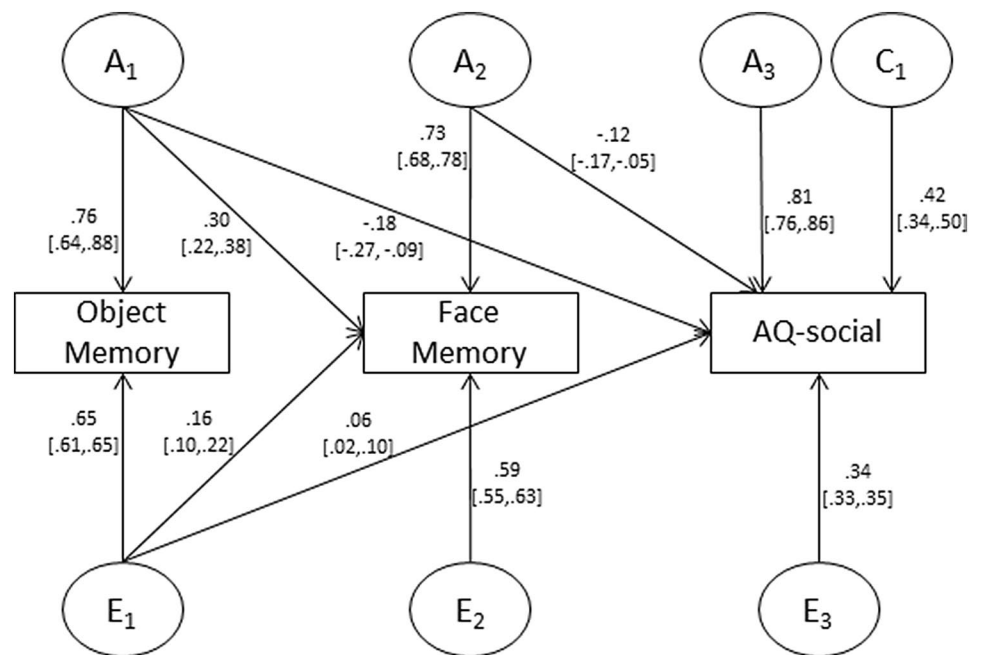 A₁
A₂
A₃
C₁
.73
[.68,.78]
-.12
[-.17,-.05]
.76
[.64,.88]
.30
[.22,.38]
-.18
[-.27, -.09]
.81
[.76,.86]
.42
[.34,.50]
Object
Memory
Face
Memory
AQ-social
.65
[.61,.65]
.16
[.10,.22]
.06
[.02,.10]
.59
[.55,.63]
.34
[.33,.35]
E₁
E₂
E₃